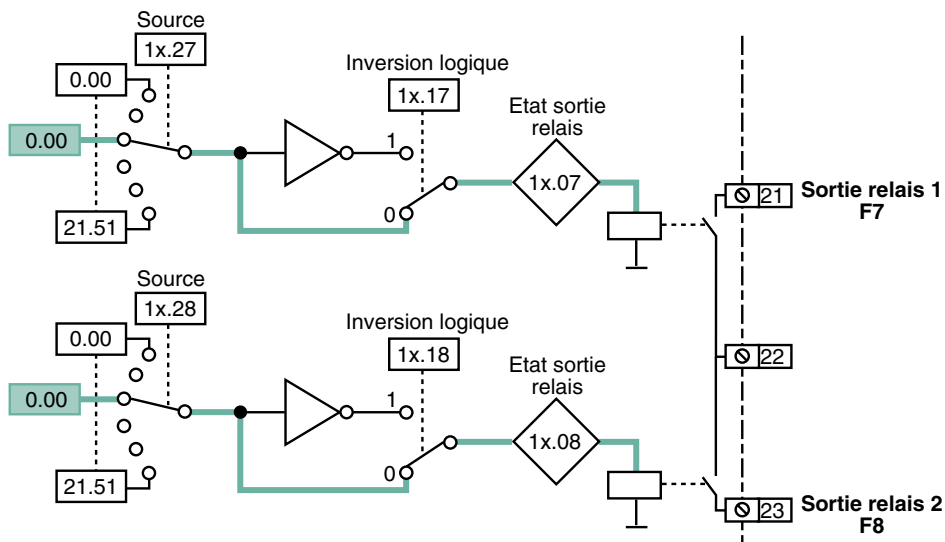 Source
1x.27
0.00
0.00
21.51
Inversion logique
1x.17
1
0
Etat sortie
relais
1x.07
21
Sortie relais 1
F7
22
Source
1x.28
0.00
0.00
21.51
Inversion logique
1x.18
1
0
Etat sortie
relais
1x.08
23
Sortie relais 2
F8